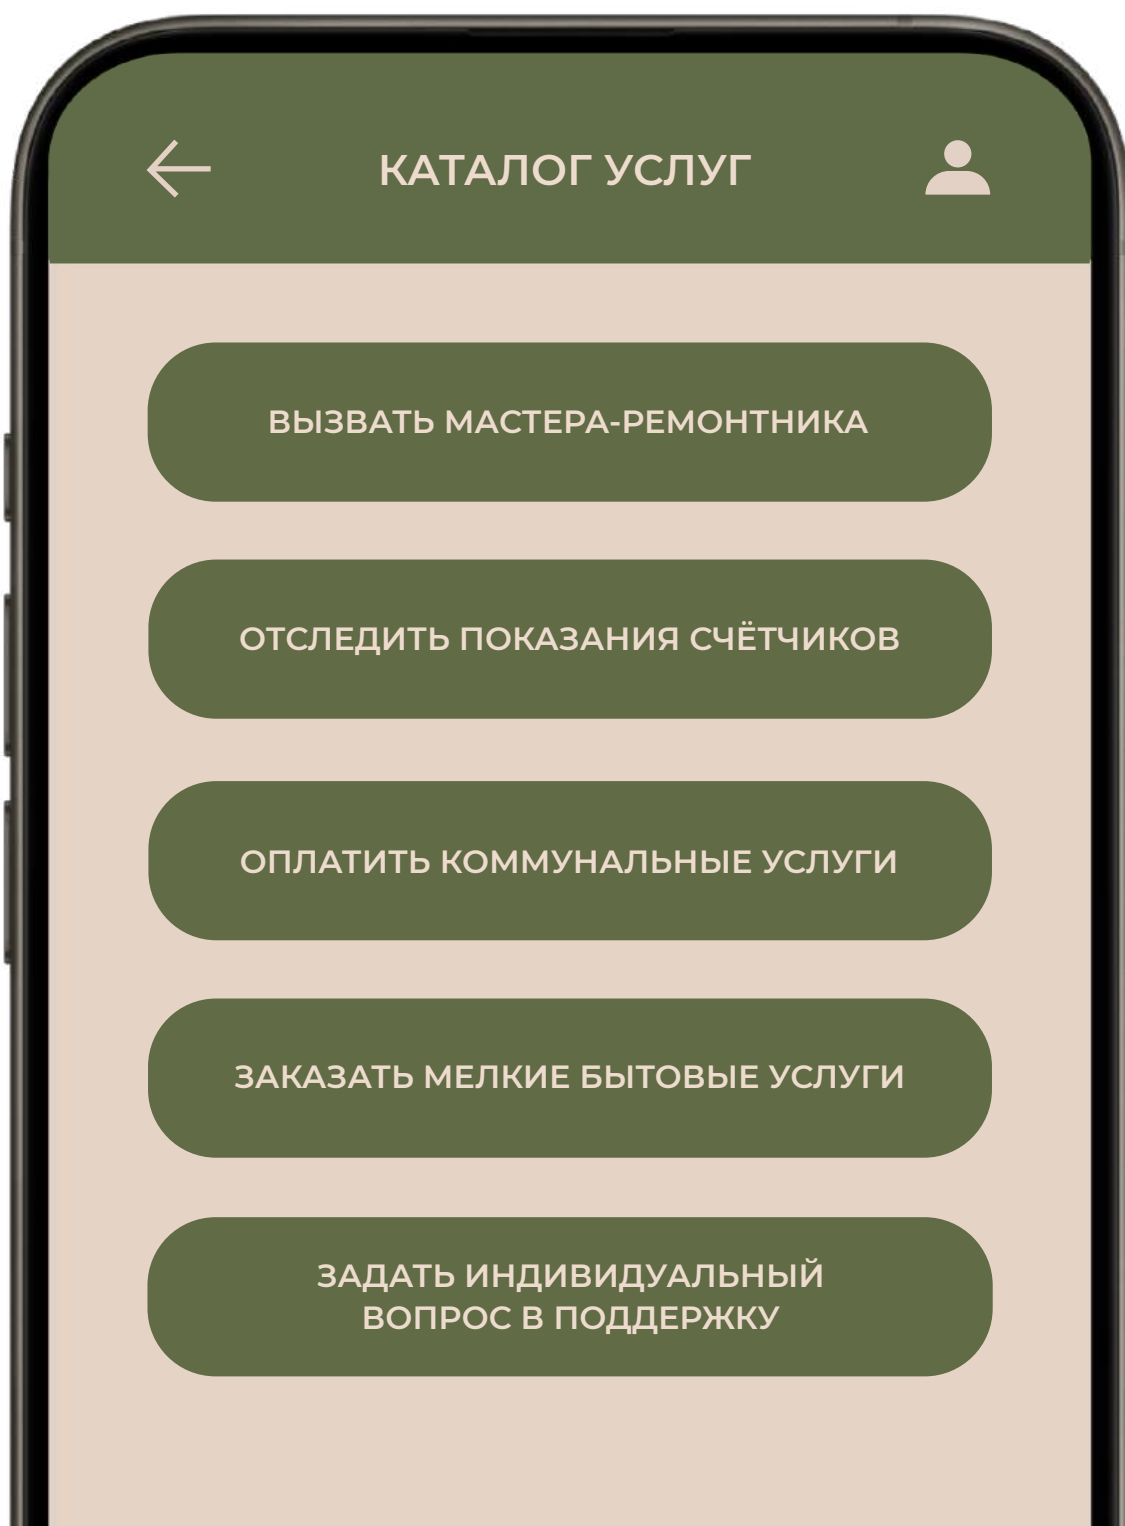 КАТАЛОГ УСЛУГ
ВЫЗВАТЬ МАСТЕРА-РЕМОНТНИКА
ОТСЛЕДИТЬ ПОКАЗАНИЯ СЧЁТЧИКОВ
ОПЛАТИТЬ КОММУНАЛЬНЫЕ УСЛУГИ
ЗАКАЗАТЬ МЕЛКИЕ БЫТОВЫЕ УСЛУГИ
ЗАДАТЬ ИНДИВИДУАЛЬНЫЙ
ВОПРОС В ПОДДЕРЖКУ